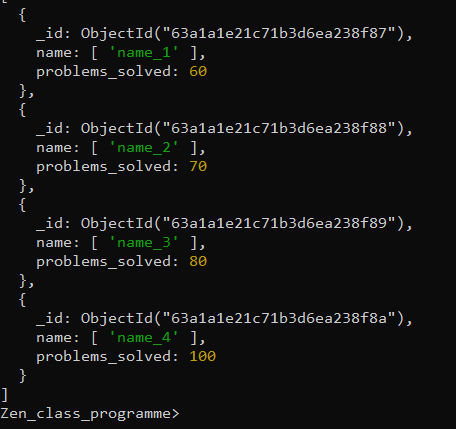 [
  {
    _id: ObjectId("63a1a1e21c71b3d6ea238f87"),
    name: [ 'name_1' ],
    problems_solved: 60
  },
  {
    _id: ObjectId("63a1a1e21c71b3d6ea238f88"),
    name: [ 'name_2' ],
    problems_solved: 70
  },
  {
    _id: ObjectId("63a1a1e21c71b3d6ea238f89"),
    name: [ 'name_3' ],
    problems_solved: 80
  },
  {
    _id: ObjectId("63a1a1e21c71b3d6ea238f8a"),
    name: [ 'name_4' ],
    problems_solved: 100
  }
]
Zen_class_programme>